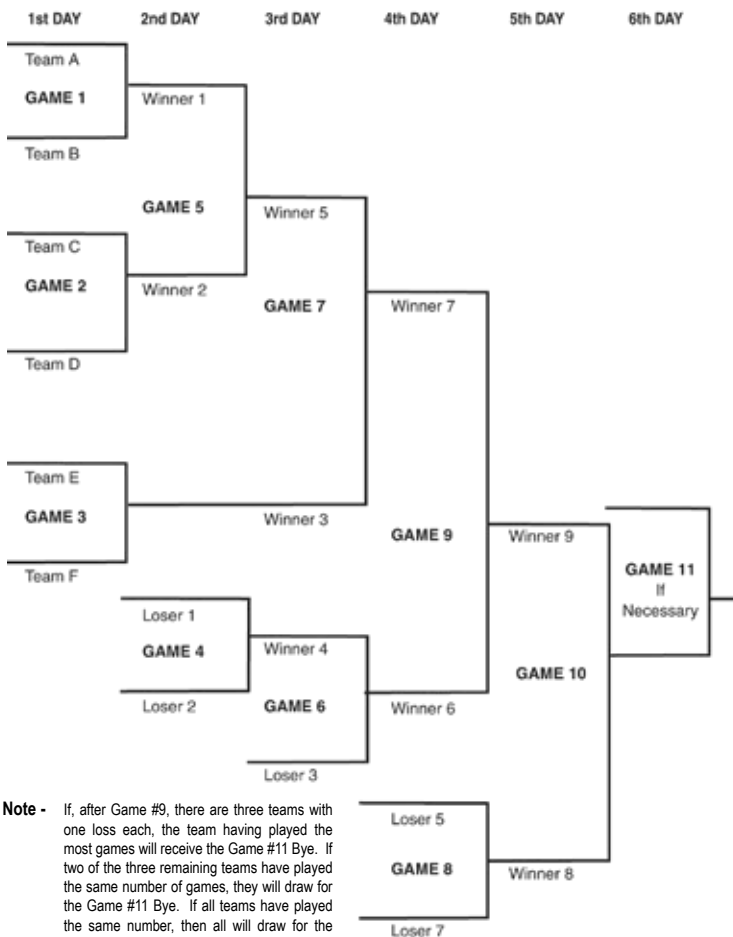 1st DAY 2nd DAY 3rd DAY 4th DAY 5th DAY 6th DAY
Team A
GAME 1
Team B
Winner 1
GAME 5
Team C
GAME 2
Team D
Winner 2
Winner 5
GAME 7
Team E
GAME 3
Team F
Winner 3
Winner 7
GAME 9
Loser 1
GAME 4
Loser 2
Winner 4
GAME 6
Loser 3
Winner 6
Winner 9
GAME 10
GAME 11
If
Necessary
Loser 5
GAME 8
Loser 7
Winner 8
Note - If, after Game #9, there are three teams with
one loss each, the team having played the
most games will receive the Game #11 Bye. If
two of the three remaining teams have played
the same number of games, they will draw for
the Game #11 Bye. If all teams have played
the same number, then all will draw for the